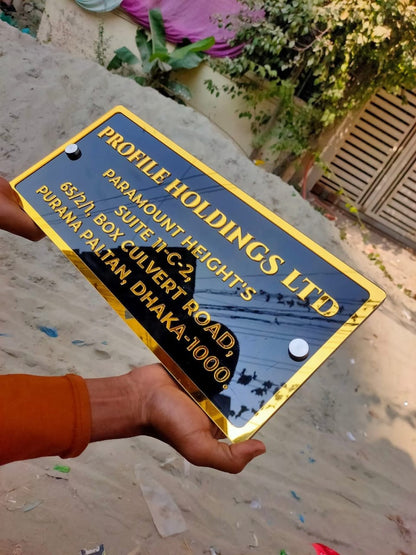 PROFILE HOLDINGS LTD
PARAMOUNT HEIGHT'S
SUITE 11-C-2,
65/2/1, BOX CULVERT ROAD,
PURANA PALTAN, DHAKA-1000.